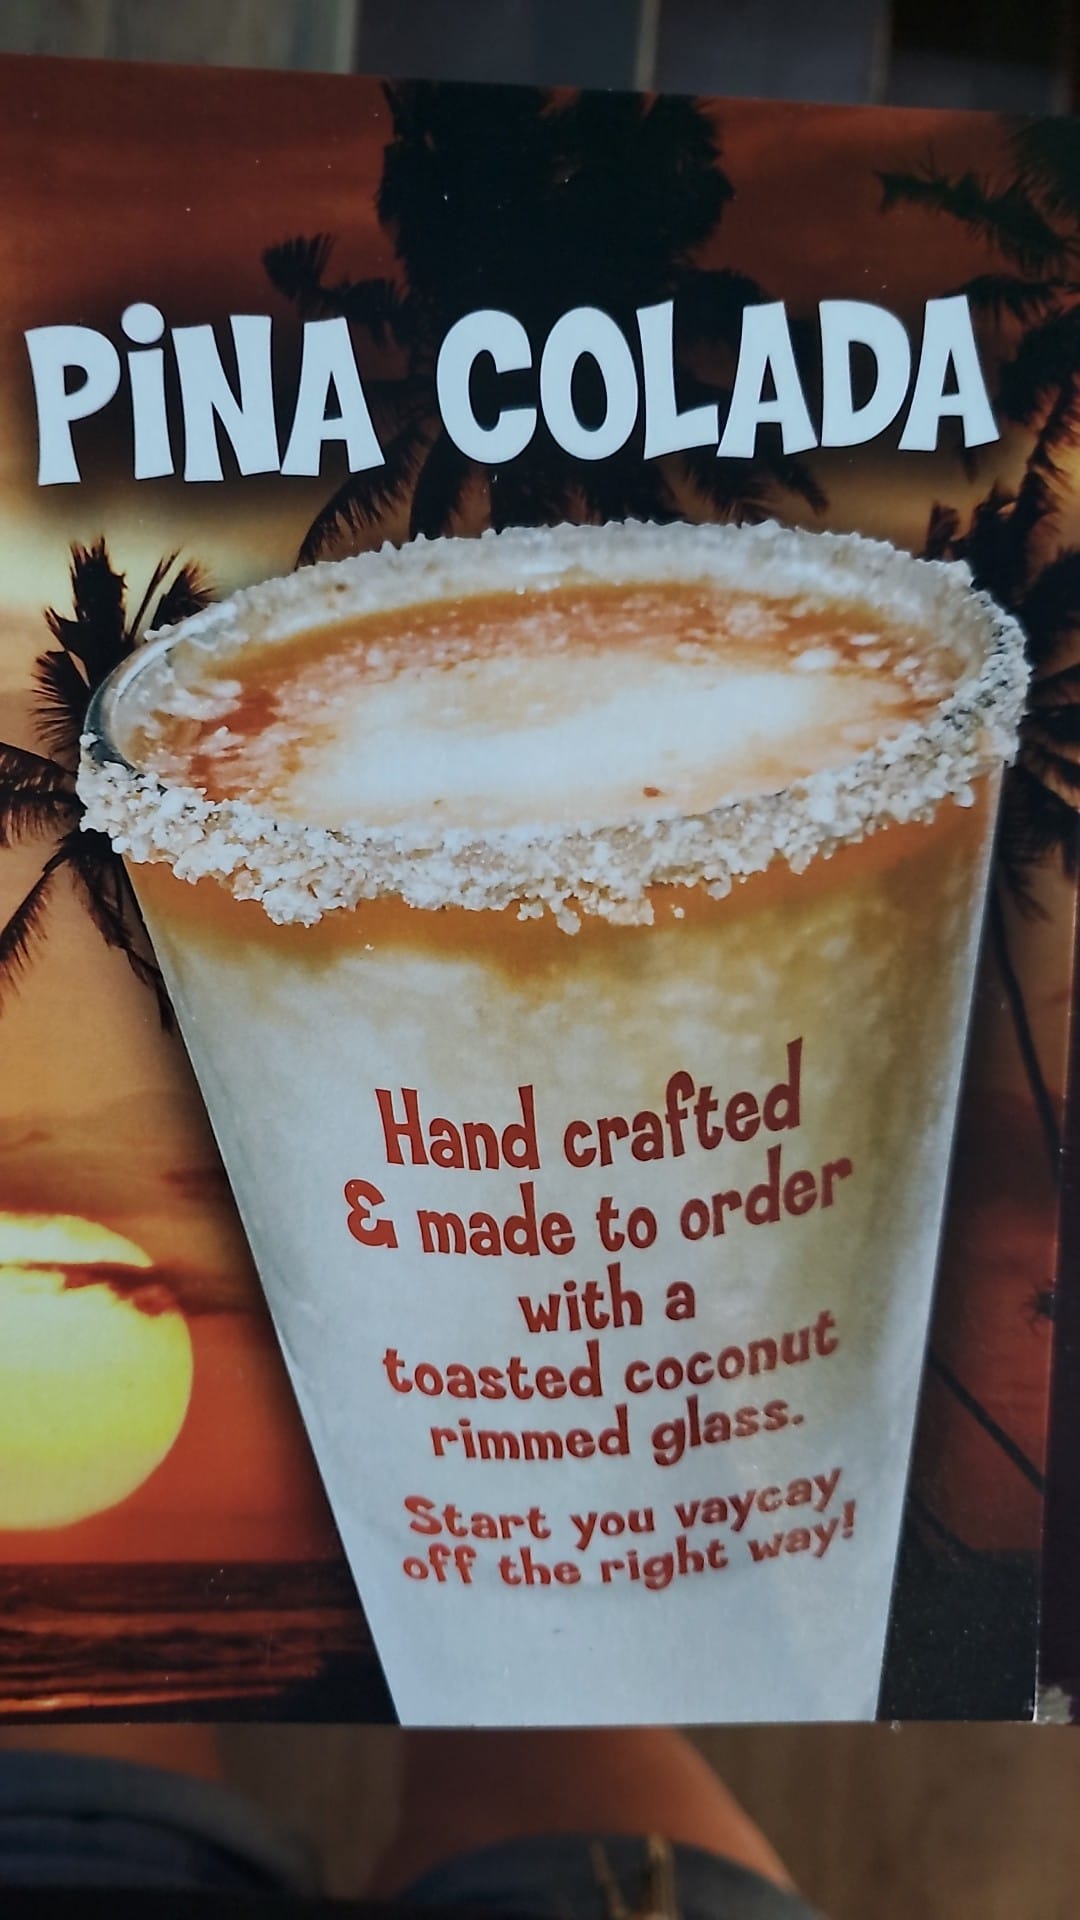 PiNA COLADA
Hand crafted
& made to order
with a
toasted coconut
rimmed glass.
Start you vaycay
off the right way!